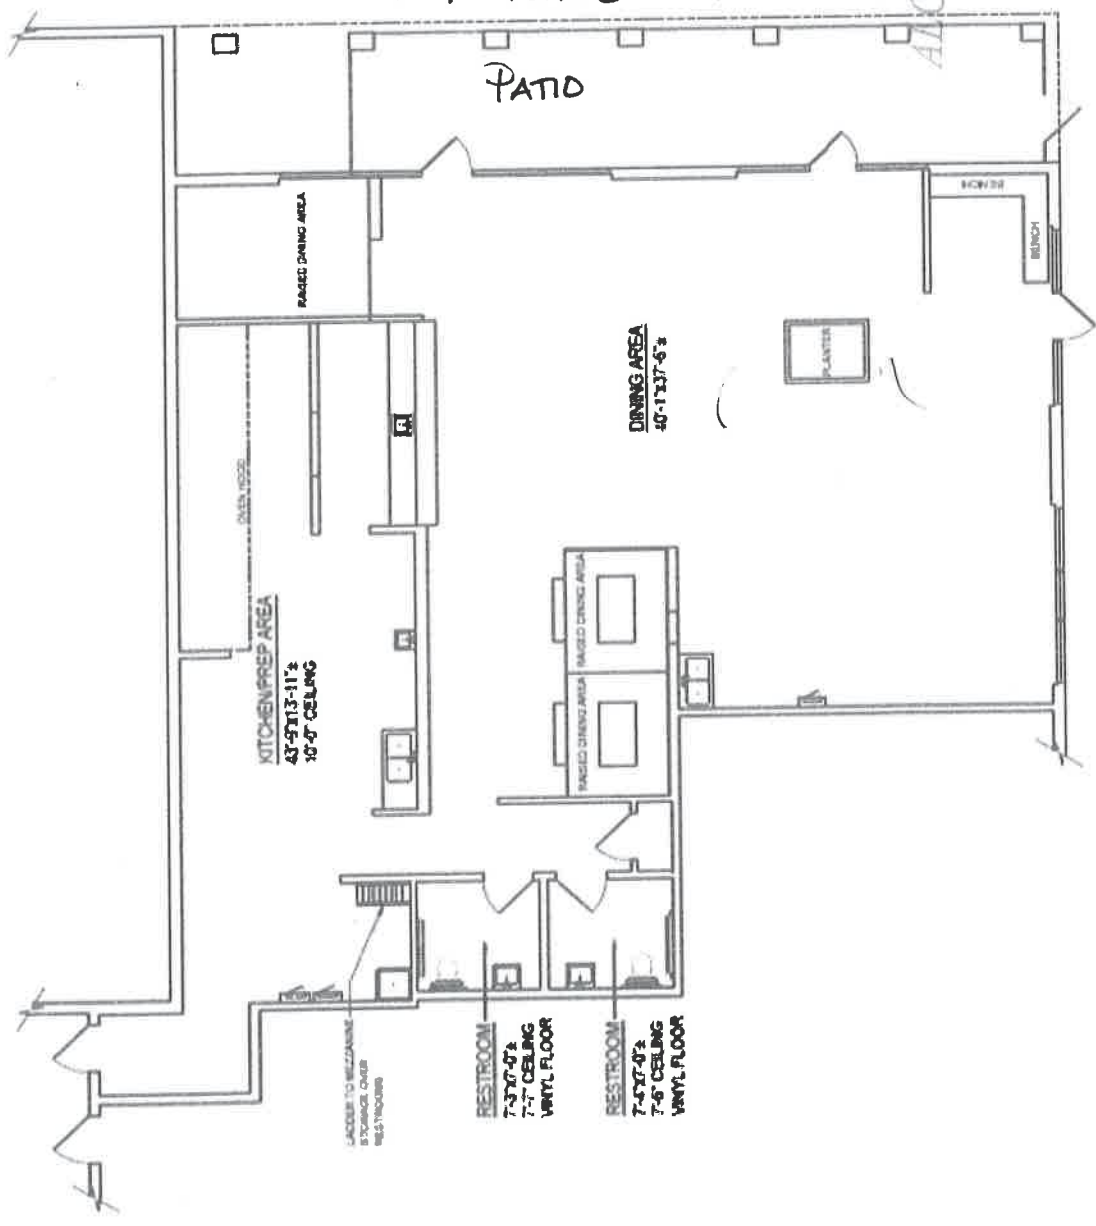 PATIO
RAISED DINING AREA
BENCH
BENCH
DINING AREA
40'-1"x37'-6"±
PLANTER
OVEN HOOD
KITCHEN/PREP AREA
43'-9"x13'-11"±
10'-0" CEILING
RAISED DINING AREA
RAISED DINING AREA
LADDER TO MEZZANINE
STORAGE OVER
RESTROOMS
RESTROOM
7'-3"x7'-0"±
7'-7" CEILING
VINYL FLOOR
RESTROOM
7'-4"x7'-0"±
7'-6" CEILING
VINYL FLOOR